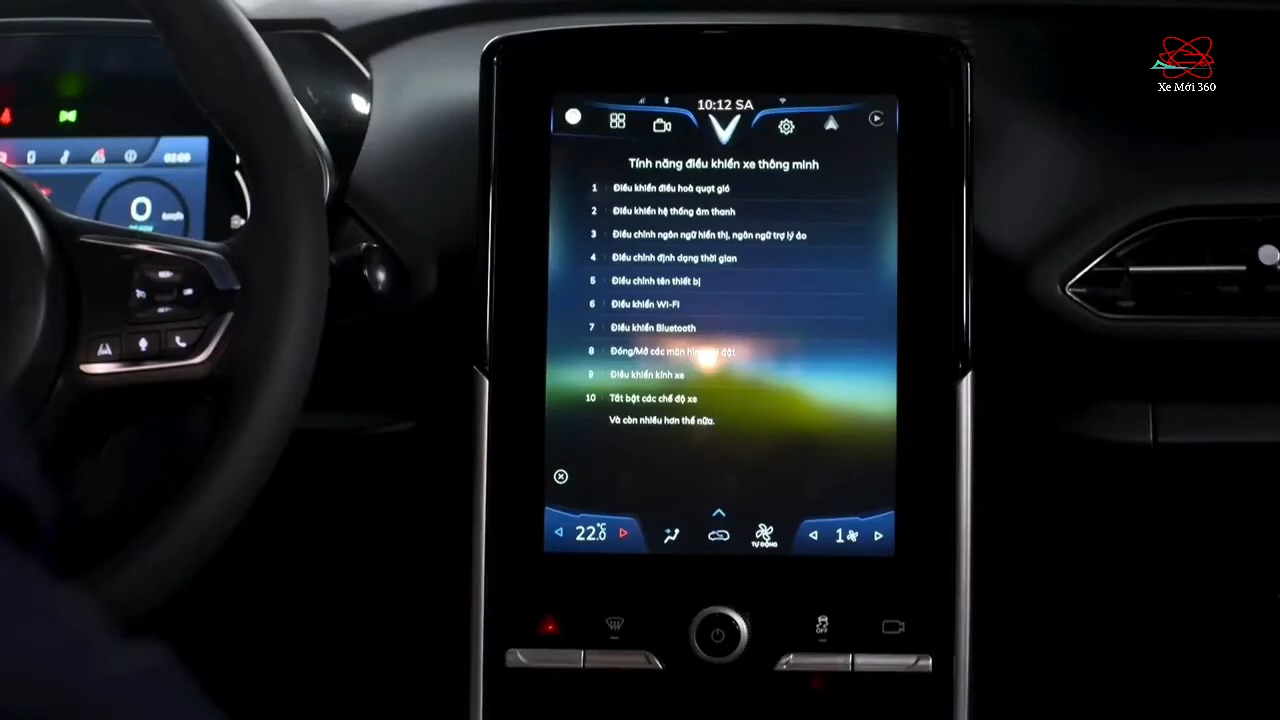 Xe Mới 360
10:12 SA
Tính năng điều khiển xe thông minh
1 Điều khiển điều hoà quạt gió
2 Điều khiển hệ thống âm thanh
3 Điều chỉnh ngôn ngữ hiển thị, ngôn ngữ trợ lý ảo
4 Điều chỉnh định dạng thời gian
5 Điều chỉnh tên thiết bị
6 Điều khiển Wi-Fi
7 Điều khiển Bluetooth
8 Đóng/Mở các màn hình đặt
9 Điều khiển kính xe
10 Tắt bật các chế độ xe
Và còn nhiều hơn thế nữa.
0
22.0 °C
TỰ ĐỘNG
1
OFF